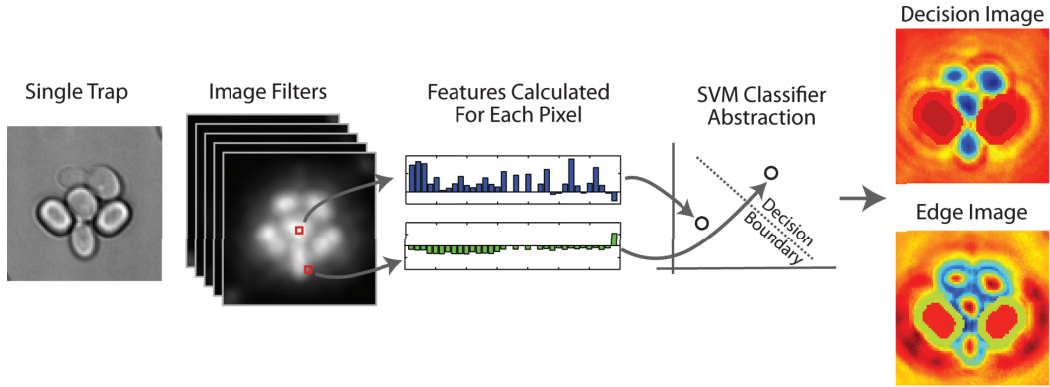 Single Trap
Image Filters
Features Calculated
For Each Pixel
SVM Classifier
Abstraction
Decision
Boundary
Decision Image
Edge Image